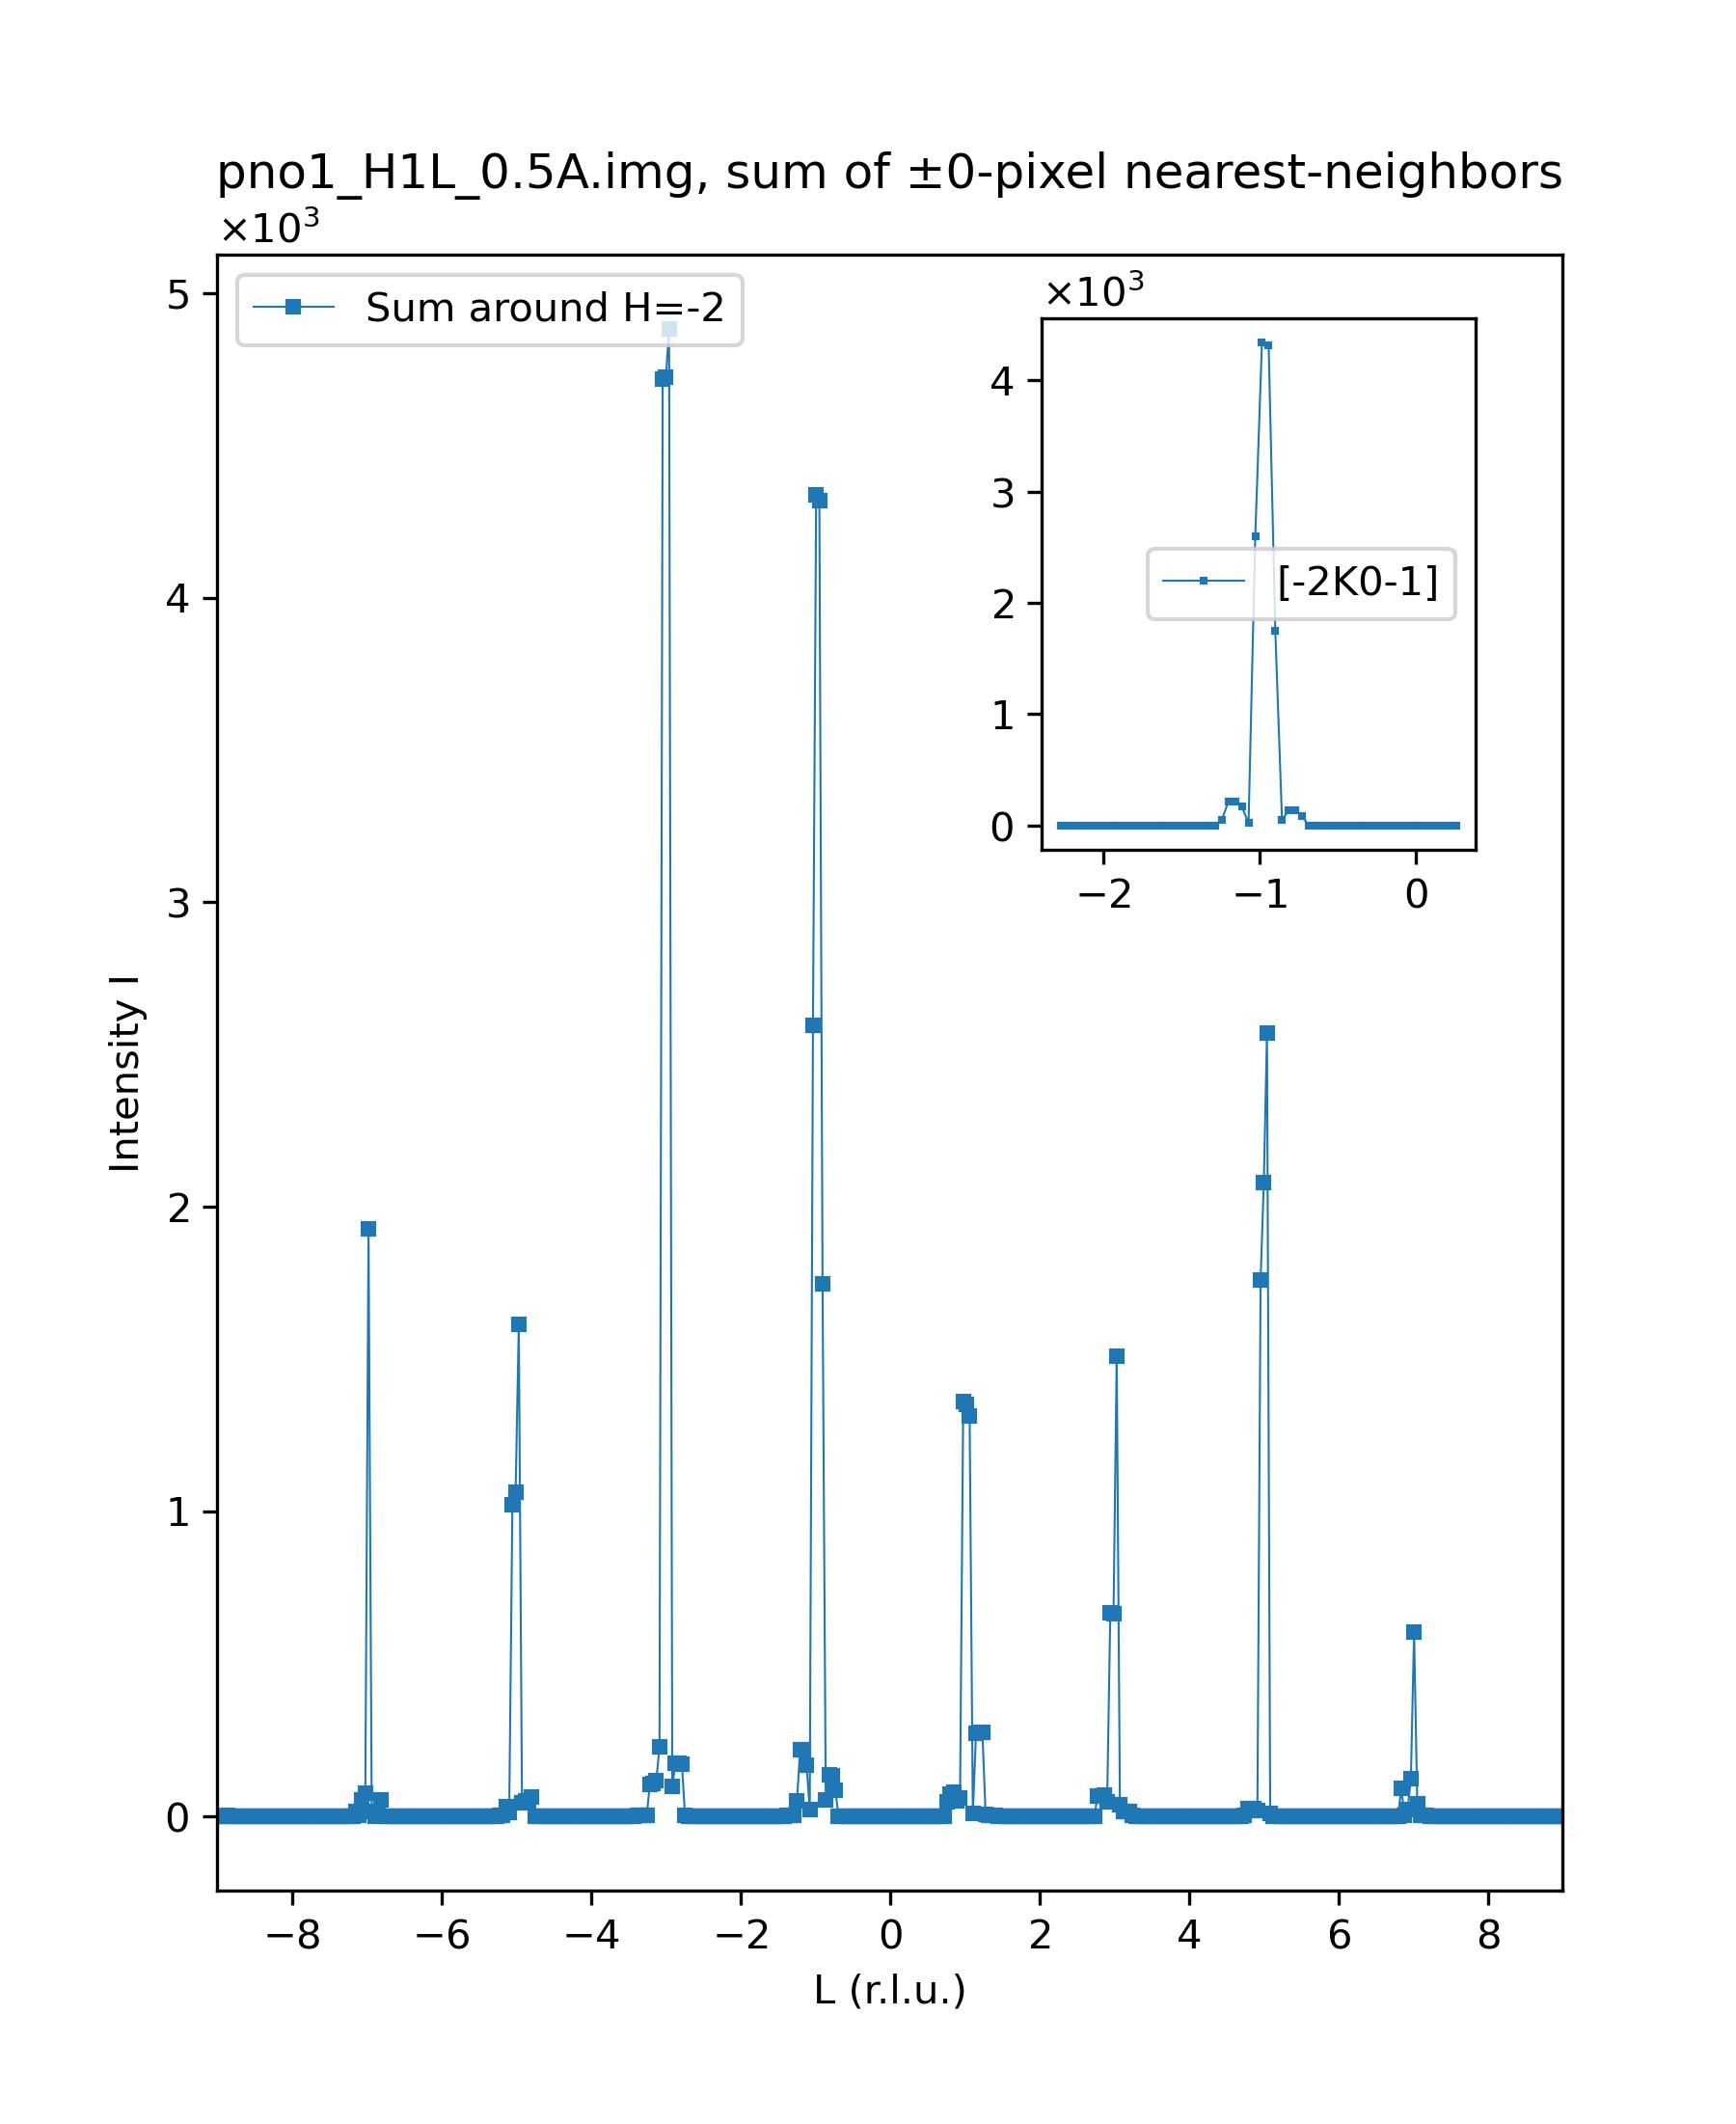 pno1_H1L_0.5A.img, sum of ±0-pixel nearest-neighbors
×10³
5
4
3
2
1
0
Intensity I
Sum around H=-2
×10³
4
3
2
1
0
[-2K0-1]
−2 −1 0
−8 −6 −4 −2 0 2 4 6 8
L (r.l.u.)